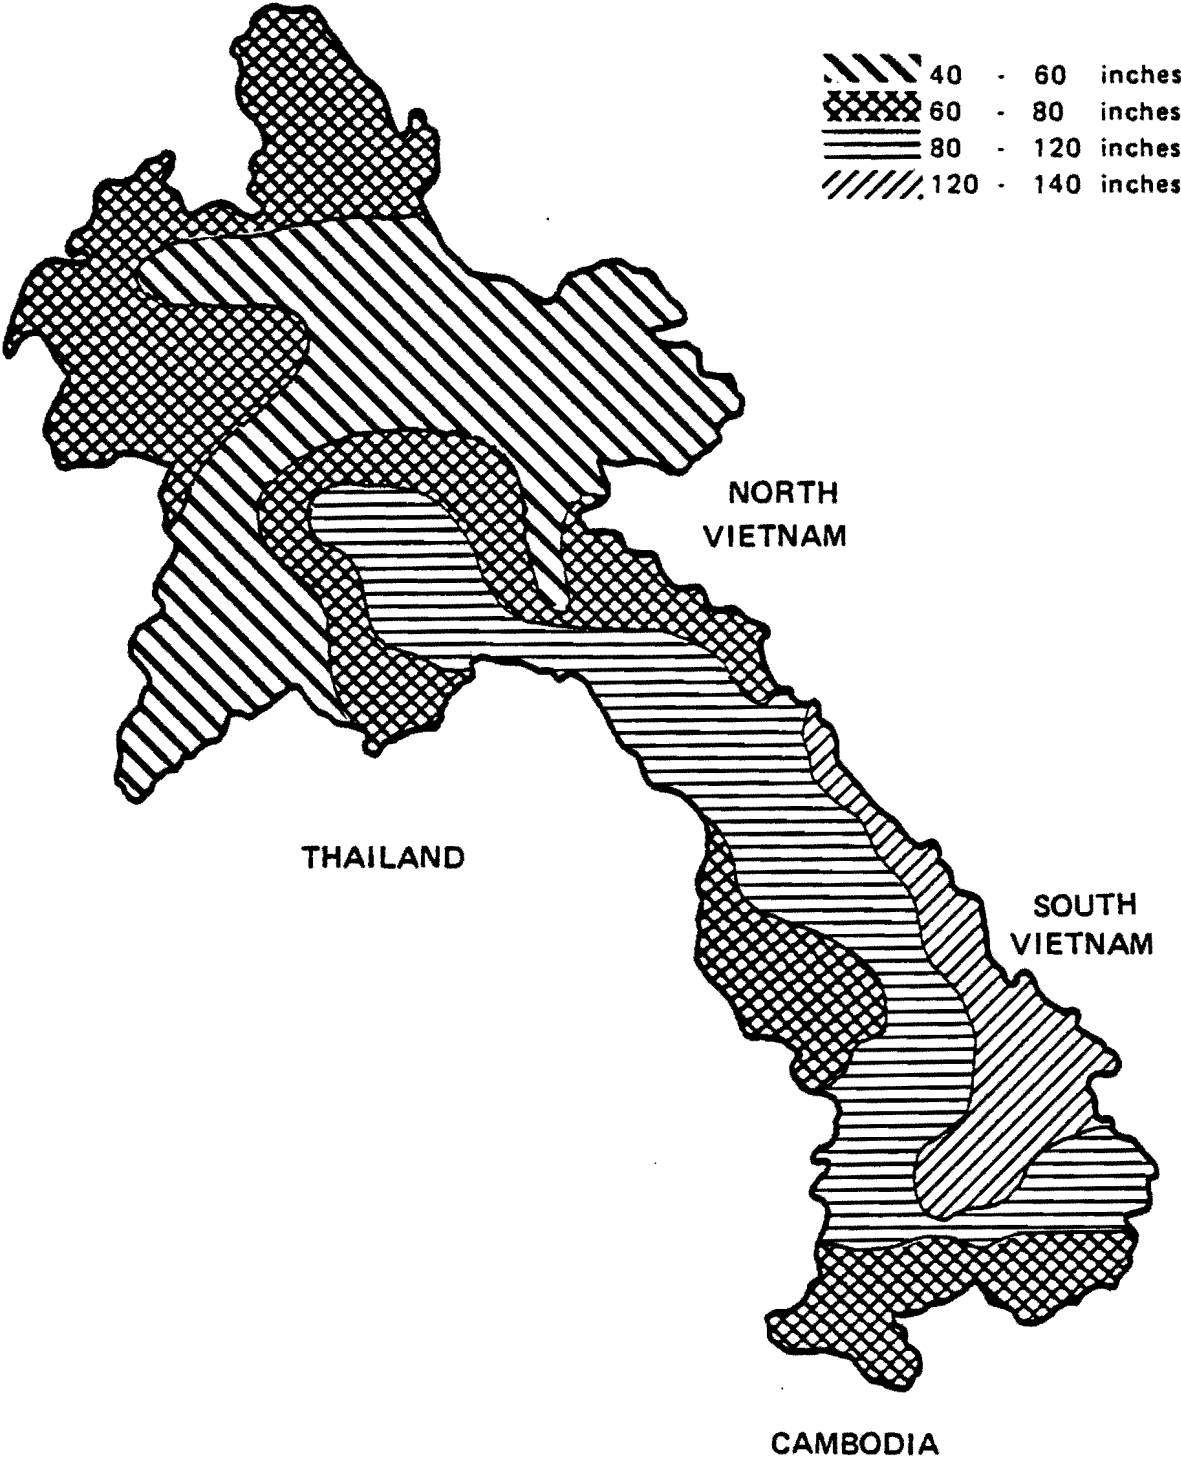 40 - 60 inches
60 - 80 inches
80 - 120 inches
120 - 140 inches
NORTH
VIETNAM
THAILAND
SOUTH
VIETNAM
CAMBODIA